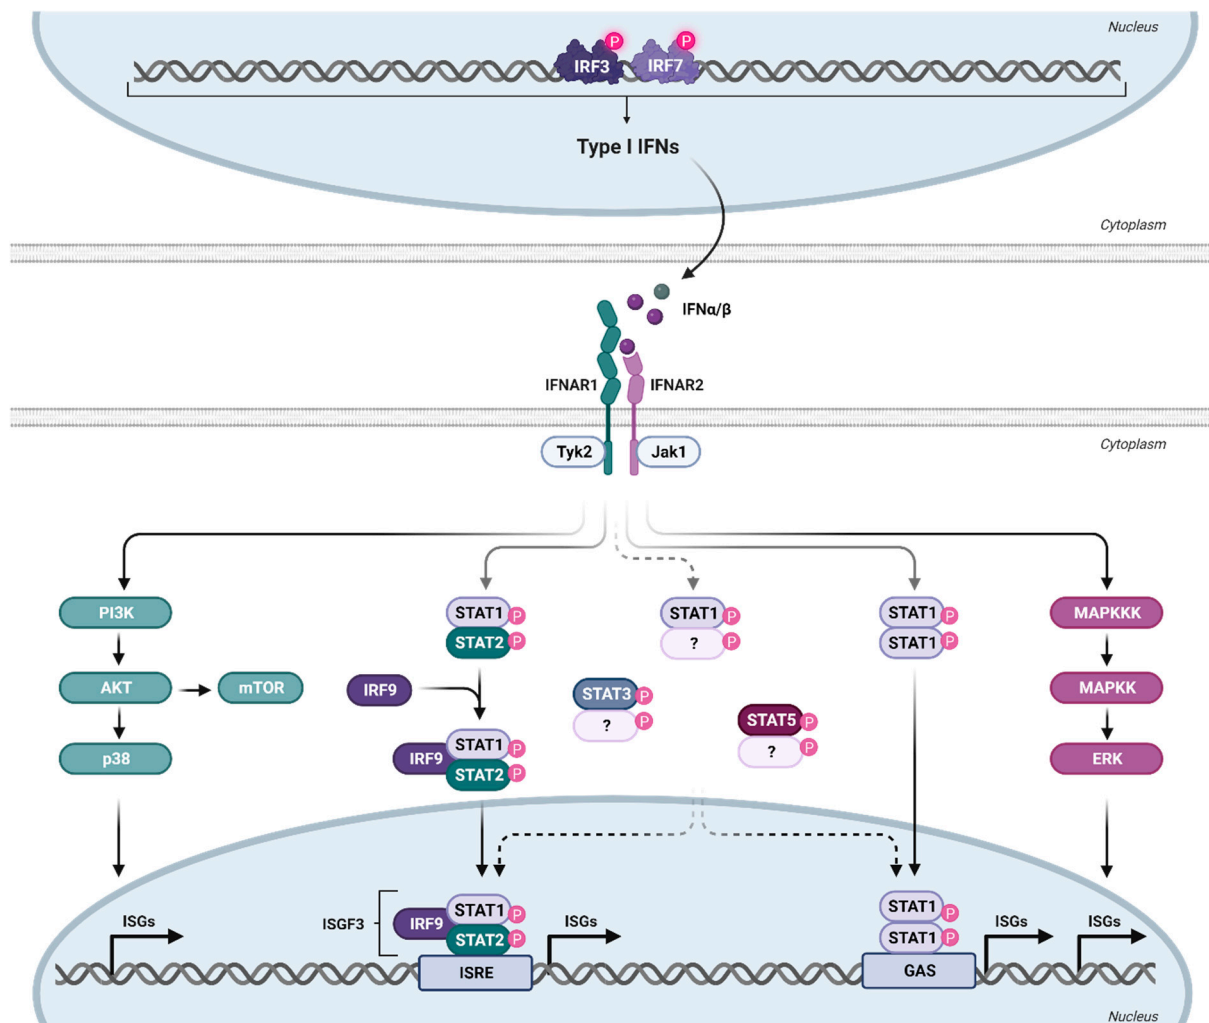 Nucleus
P
P
IRF3
IRF7
Type I IFNs
Cytoplasm
IFNα/β
IFNAR1
IFNAR2
Tyk2
Jak1
Cytoplasm
PI3K
STAT1
P
STAT2
P
STAT1
P
?
P
STAT1
P
STAT1
P
MAPKKK
AKT
mTOR
IRF9
STAT3
P
?
P
STAT5
P
?
P
MAPKK
p38
IRF9
STAT1
P
STAT2
P
ERK
ISGs
ISGF3
IRF9
STAT1
P
STAT2
P
ISRE
ISGs
STAT1
P
STAT1
P
GAS
ISGs
ISGs
Nucleus